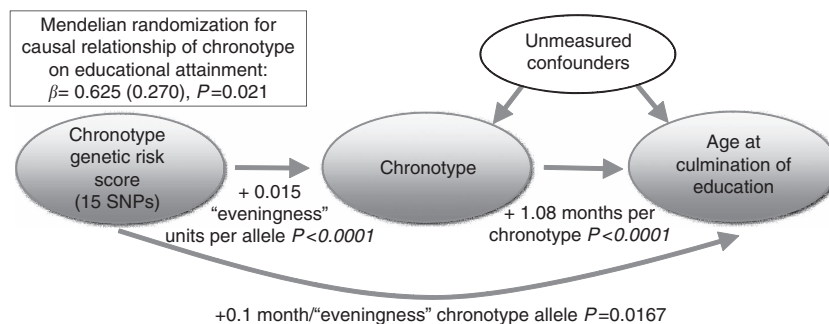 Mendelian randomization for
causal relationship of chronotype
on educational attainment:
β= 0.625 (0.270), P=0.021
Unmeasured
confounders
Chronotype
genetic risk
score
(15 SNPs)
Chronotype
Age at
culmination of
education
+ 0.015
“eveningness”
units per allele P<0.0001
+ 1.08 months per
chronotype P<0.0001
+0.1 month/“eveningness” chronotype allele P=0.0167